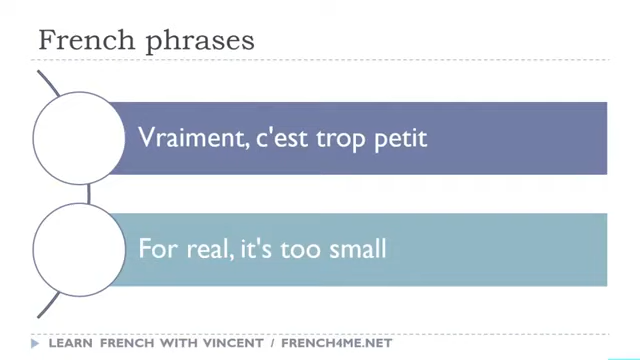 French phrases
Vraiment, c'est trop petit
For real, it's too small
LEARN FRENCH WITH VINCENT / FRENCH4ME.NET